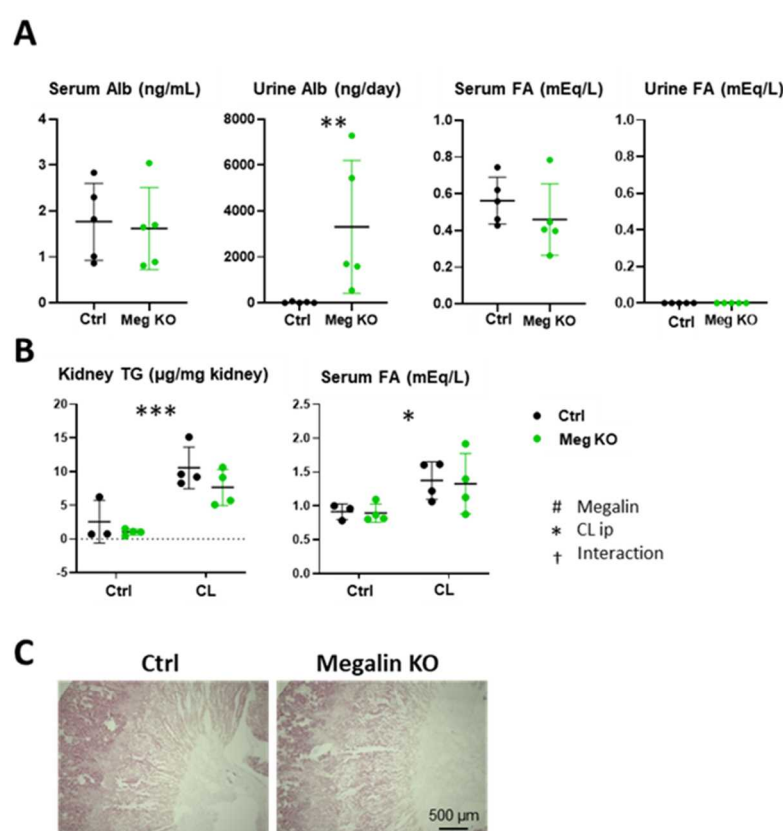 A
Serum Alb (ng/mL)
Urine Alb (ng/day)
Serum FA (mEq/L)
Urine FA (mEq/L)
4
3
2
1
0
Ctrl
Meg KO
8000
6000
4000
2000
0
**
Ctrl
Meg KO
1.0
0.8
0.6
0.4
0.2
0.0
Ctrl
Meg KO
1.0
0.8
0.6
0.4
0.2
0.0
Ctrl
Meg KO
B
Kidney TG (µg/mg kidney)
Serum FA (mEq/L)
20
15
10
5
0
-5
***
Ctrl
CL
2.5
2.0
1.5
1.0
0.5
0.0
*
Ctrl
CL
Ctrl
Meg KO
# Megalin
* CL ip
† Interaction
C
Ctrl
Megalin KO
500 µm